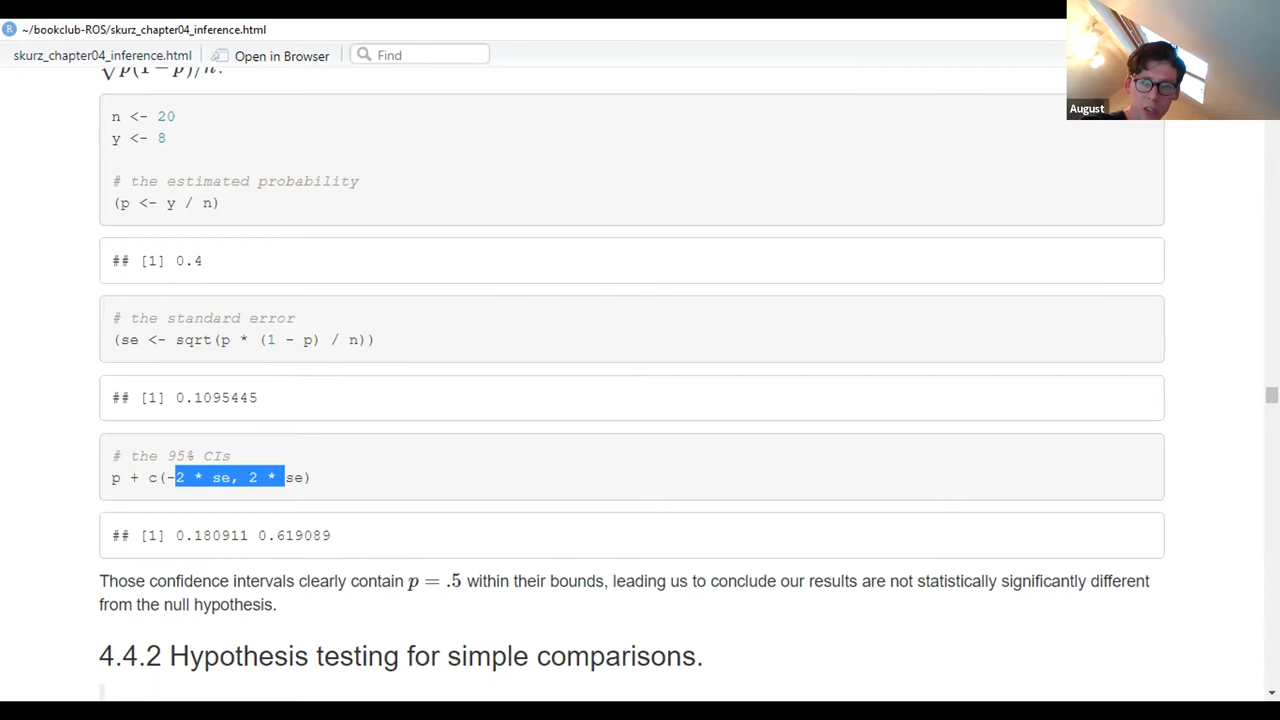 ~/bookclub-ROS/skurz_chapter04_inference.html
skurz_chapter04_inference.html Open in Browser Find
√p(1 − p)/n.
n <- 20
y <- 8
# the estimated probability
(p <- y / n)
## [1] 0.4
# the standard error
(se <- sqrt(p * (1 - p) / n))
## [1] 0.1095445
# the 95% CIs
p + c(-2 * se, 2 * se)
## [1] 0.180911 0.619089
Those confidence intervals clearly contain p = .5 within their bounds, leading us to conclude our results are not statistically significantly different
from the null hypothesis.
4.4.2 Hypothesis testing for simple comparisons.
August